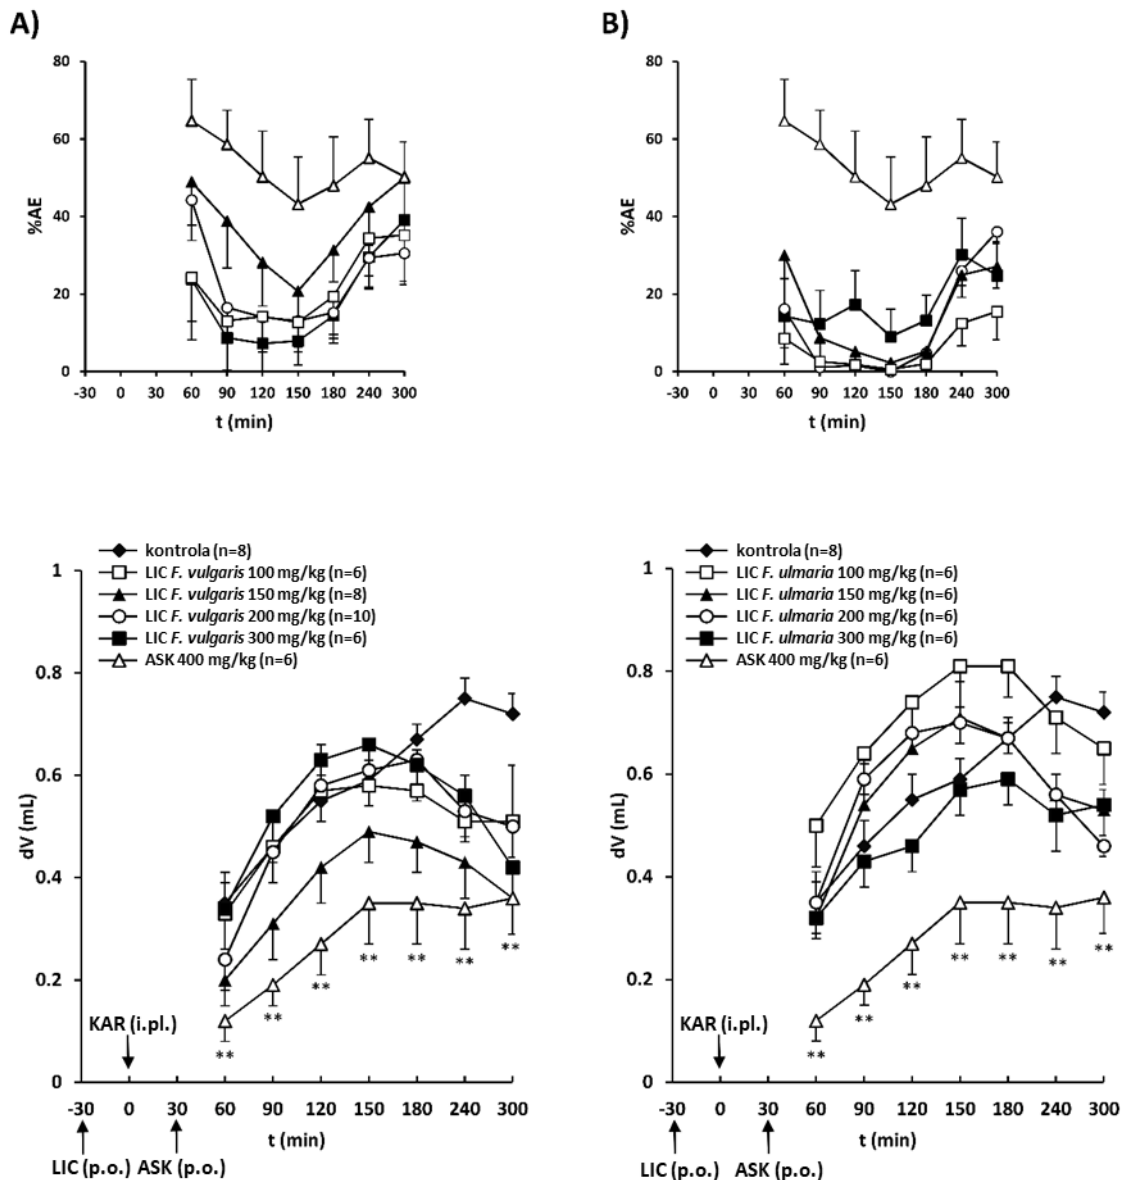 A)
B)
80
60
40
20
0
%AE
-30 0 30 60 90 120 150 180 240 300
t (min)
80
60
40
20
0
%AE
-30 0 30 60 90 120 150 180 240 300
t (min)
kontrola (n=8)
LIC F. vulgaris 100 mg/kg (n=6)
LIC F. vulgaris 150 mg/kg (n=8)
LIC F. vulgaris 200 mg/kg (n=10)
LIC F. vulgaris 300 mg/kg (n=6)
ASK 400 mg/kg (n=6)
1
0.8
0.6
0.4
0.2
0
dV (mL)
** ** ** ** ** ** **
KAR (i.pl.)
-30 0 30 60 90 120 150 180 240 300
t (min)
LIC (p.o.) ASK (p.o.)
kontrola (n=8)
LIC F. ulmaria 100 mg/kg (n=6)
LIC F. ulmaria 150 mg/kg (n=6)
LIC F. ulmaria 200 mg/kg (n=6)
LIC F. ulmaria 300 mg/kg (n=6)
ASK 400 mg/kg (n=6)
1
0.8
0.6
0.4
0.2
0
dV (mL)
** ** ** ** ** ** **
KAR (i.pl.)
-30 0 30 60 90 120 150 180 240 300
t (min)
LIC (p.o.) ASK (p.o.)